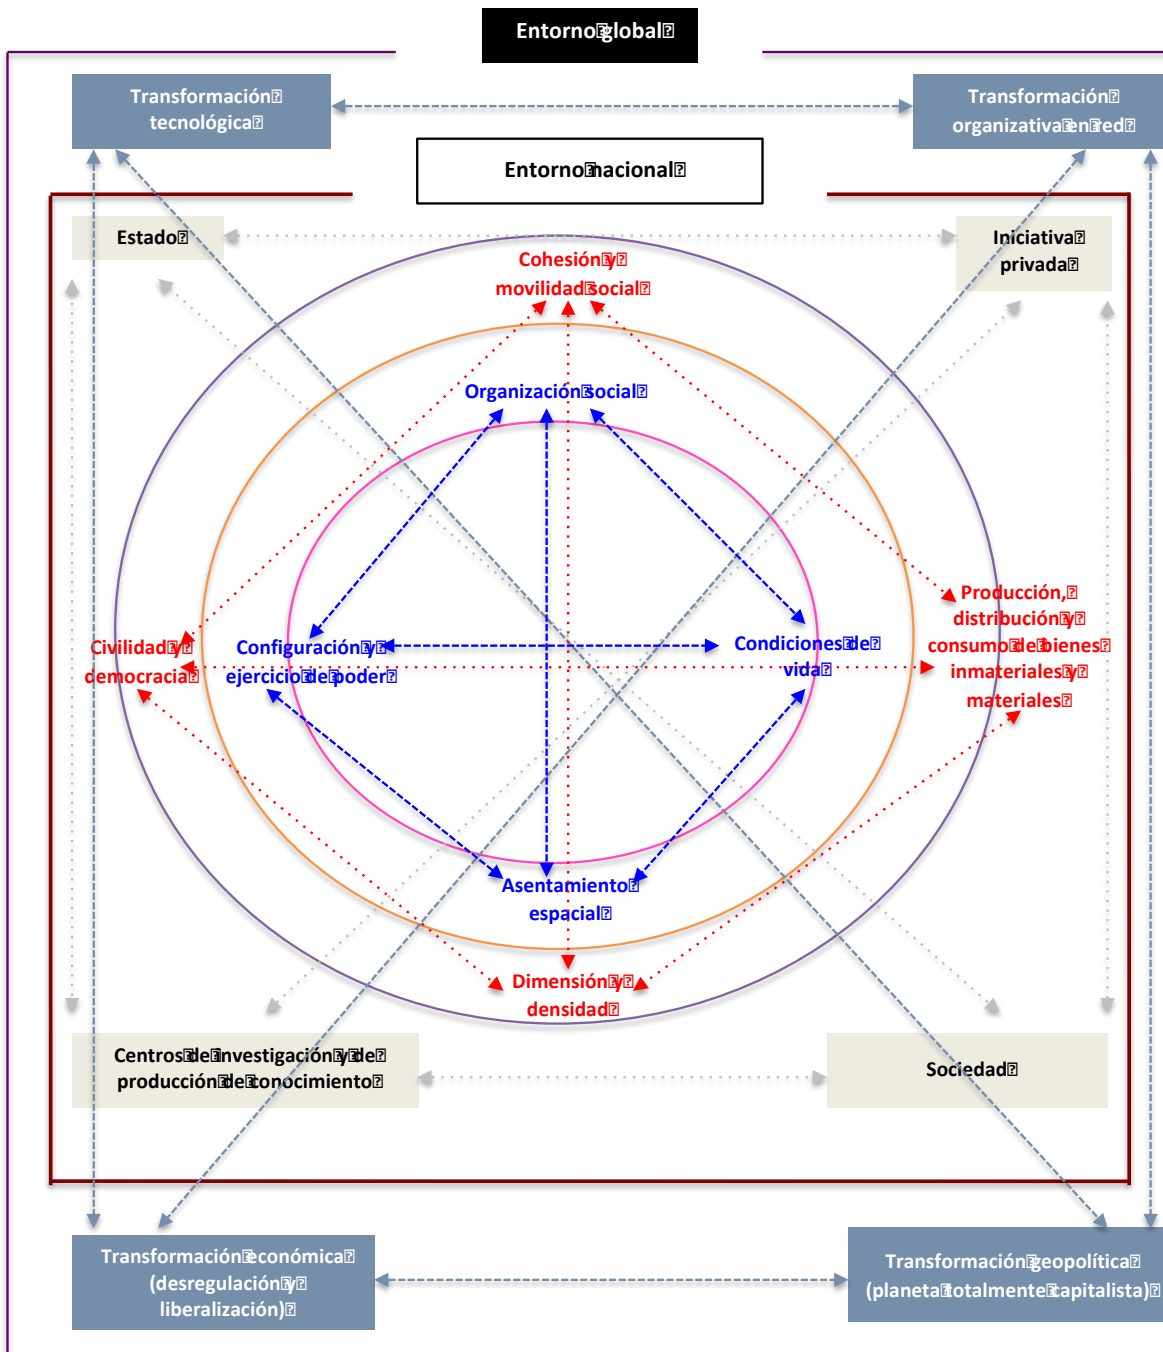 Entorno global
Transformación
tecnológica
Transformación
organizativa en red
Entorno nacional
Estado
Iniciativa
privada
Cohesión y
movilidad social
Organización social
Civilidad y
democracia
Configuración y
ejercicio de poder
Condiciones de
vida
Producción,
distribución y
consumo de bienes
inmateriales y
materiales
Asentamiento
espacial
Dimensión y
densidad
Centros de investigación y de
producción de conocimiento
Sociedad
Transformación económica
(desregulación y
liberalización)
Transformación geopolítica
(planeta totalmente capitalista)